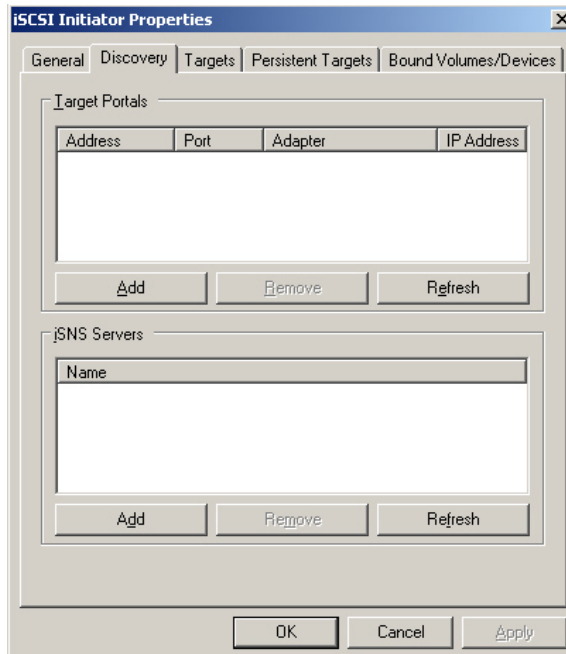 iSCSI Initiator Properties
General Discovery Targets Persistent Targets Bound Volumes/Devices
Target Portals
Address Port Adapter IP Address
Add Remove Refresh
iSNS Servers
Name
Add Remove Refresh
OK Cancel Apply